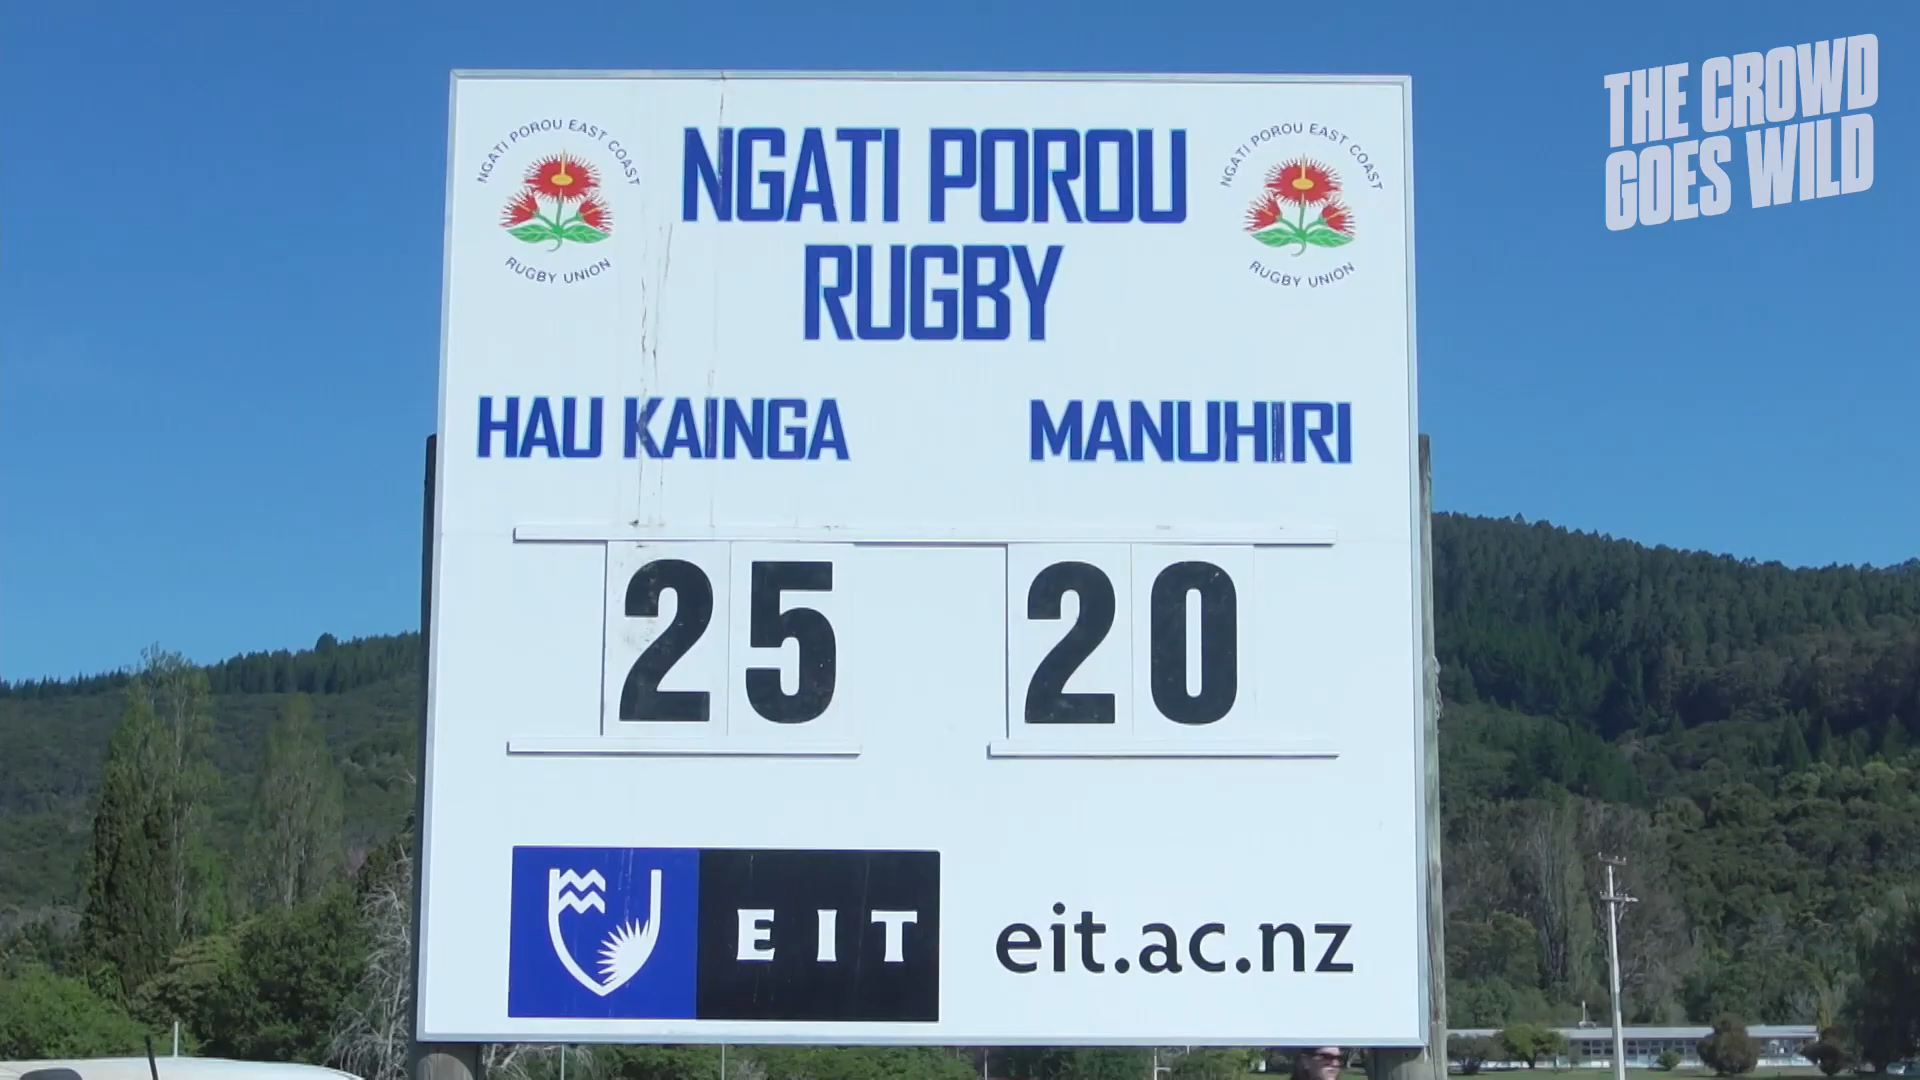 THE CROWD
GOES WILD
NGATI POROU EAST COAST
RUGBY UNION
NGATI POROU
RUGBY
NGATI POROU EAST COAST
RUGBY UNION
HAU KAINGA
MANUHIRI
25
20
EIT
eit.ac.nz